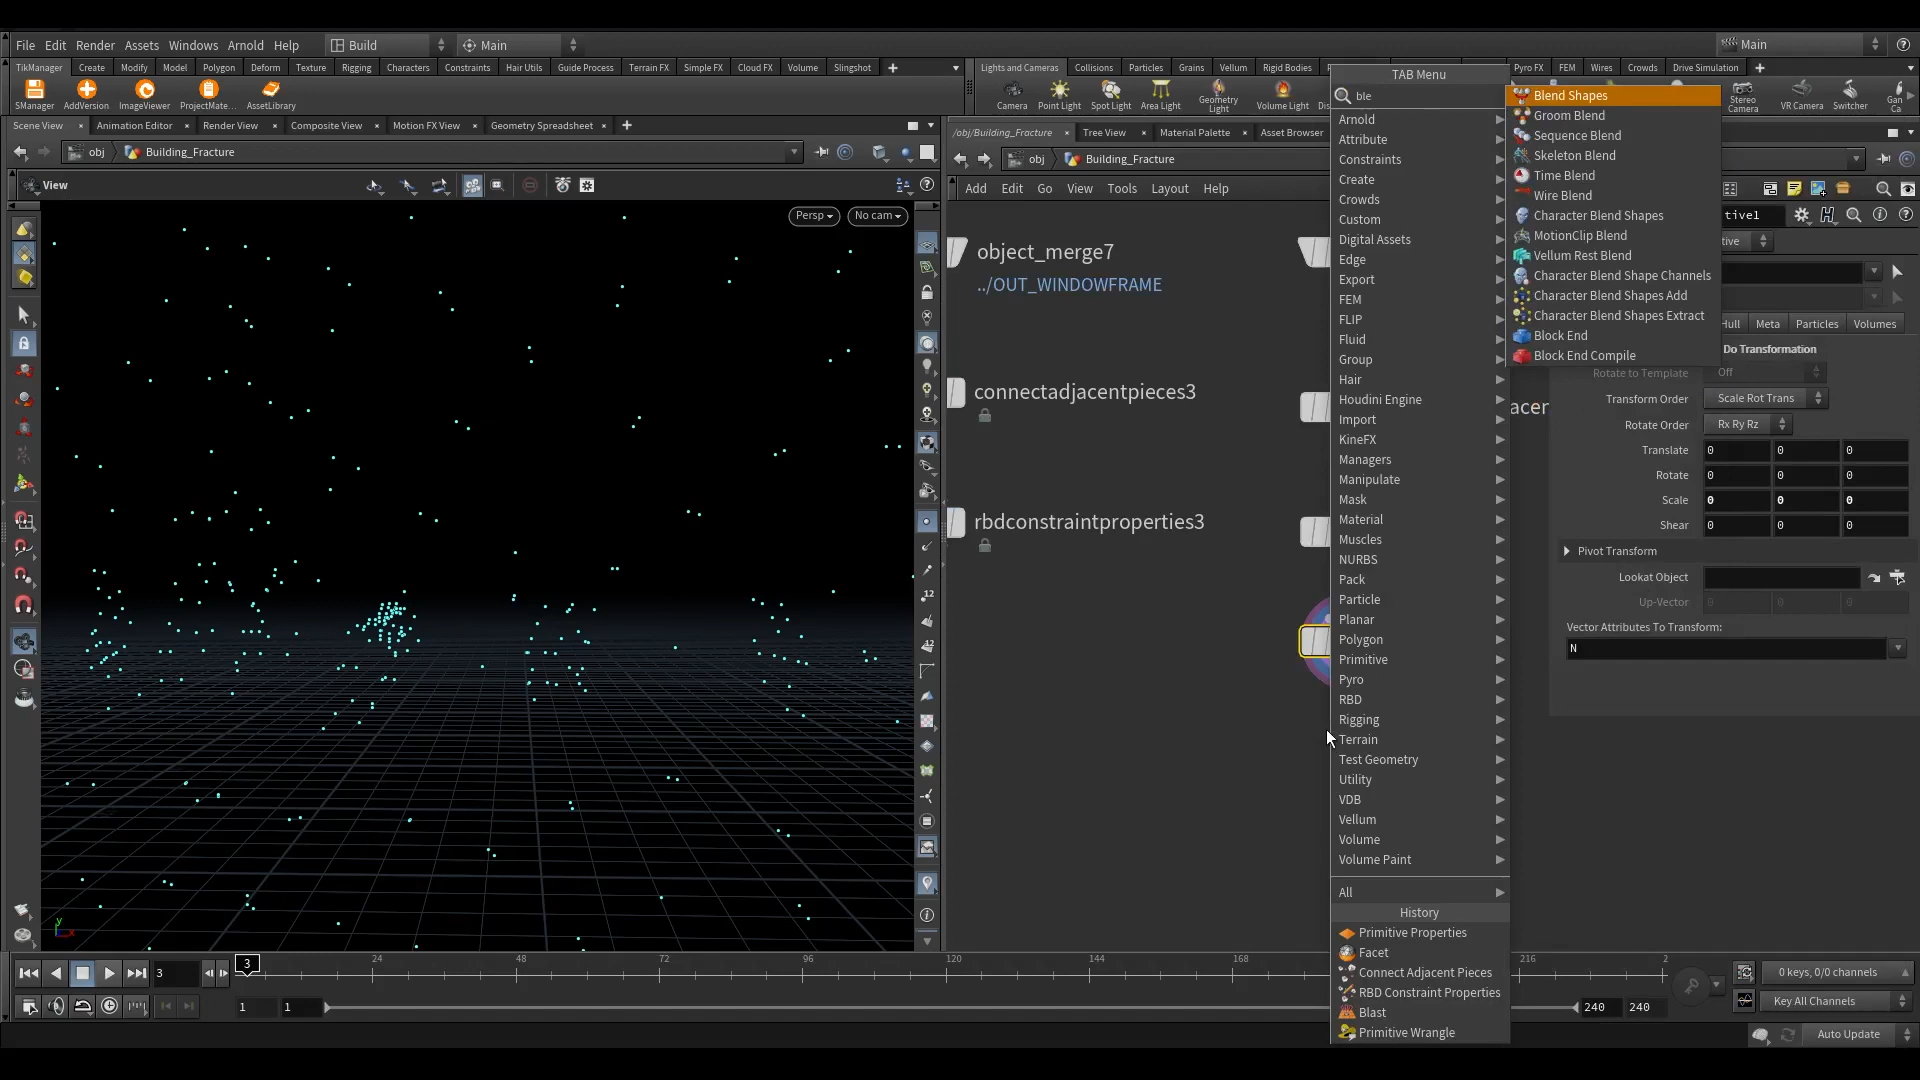 File Edit Render Assets Windows Arnold Help Build Main Main
TikManager Create Modify Model Polygon Deform Texture Rigging Characters Constraints Hair Utils Guide Process Terrain FX Simple FX Cloud FX Volume Slingshot
Lights and Cameras Collisions Particles Grains Vellum Rigid Bodies Pyro FX FEM Wires Crowds Drive Simulation
SManager AddVersion ImageViewer ProjectMate... AssetLibrary
Camera Point Light Spot Light Area Light Geometry Light Volume Light Stereo Camera VR Camera Switcher
Scene View Animation Editor Render View Composite View Motion FX View Geometry Spreadsheet
/obj/Building_Fracture Tree View Material Palette Asset Browser
obj Building_Fracture
obj Building_Fracture
View
Add Edit Go View Tools Layout Help
Persp No cam
object_merge7
../OUT_WINDOWFRAME
connectadjacentpieces3
rbdconstraintproperties3
12
12
TAB Menu
ble
Arnold
Attribute
Constraints
Create
Crowds
Custom
Digital Assets
Edge
Export
FEM
FLIP
Fluid
Group
Hair
Houdini Engine
Import
KineFX
Managers
Manipulate
Mask
Material
Muscles
NURBS
Pack
Particle
Planar
Polygon
Primitive
Pyro
RBD
Rigging
Terrain
Test Geometry
Utility
VDB
Vellum
Volume
Volume Paint
All
History
Primitive Properties
Facet
Connect Adjacent Pieces
RBD Constraint Properties
Blast
Primitive Wrangle
Blend Shapes
Groom Blend
Sequence Blend
Skeleton Blend
Time Blend
Wire Blend
Character Blend Shapes
MotionClip Blend
Vellum Rest Blend
Character Blend Shape Channels
Character Blend Shapes Add
Character Blend Shapes Extract
Block End
Block End Compile
tive1
tive
Hull Meta Particles Volumes
Do Transformation
Rotate to Template Off
Transform Order Scale Rot Trans
Rotate Order Rx Ry Rz
Translate 0 0 0
Rotate 0 0 0
Scale 0 0 0
Shear 0 0 0
Pivot Transform
Lookat Object
Up-Vector 0 0 0
Vector Attributes To Transform:
N
acer
y
x
3 3 24 48 72 96 120 144 168 216 2
1 1 240 240
0 keys, 0/0 channels
Key All Channels
Auto Update